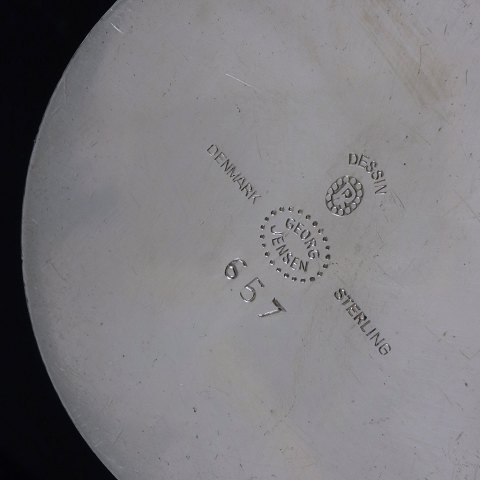 DESSIN
DENMARK
GEORG
JENSEN
STERLING
657